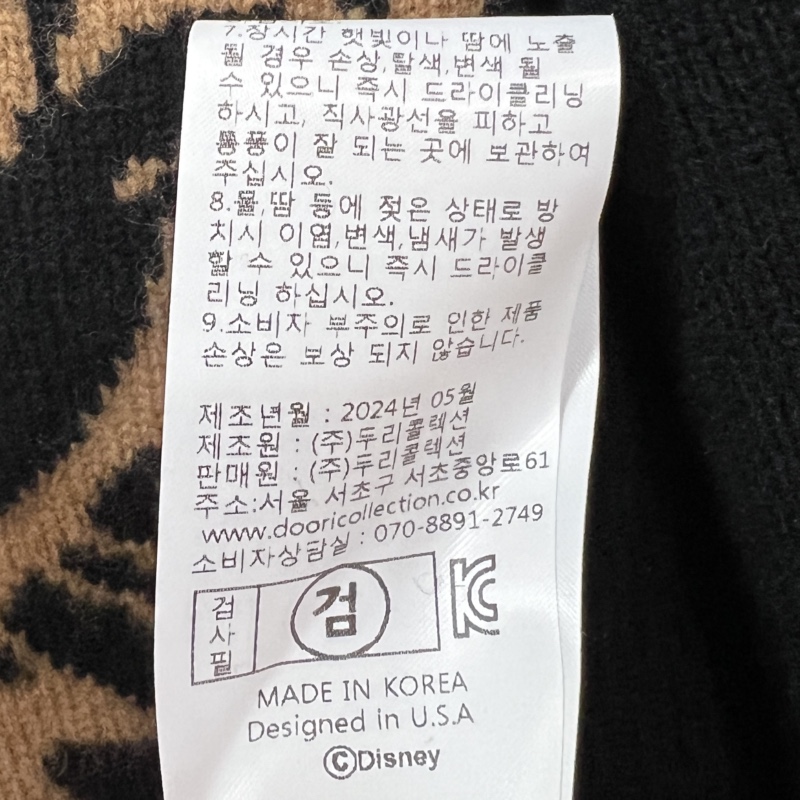 7.장시간 햇빛이나 땀에 노출
될 경우 손상,탈색,변색 될
수 있으니 즉시 드라이클리닝
하시고, 직사광선을 피하고
통풍이 잘 되는 곳에 보관하여
주십시오.
8.물,땀 등에 젖은 상태로 방
치시 이염,변색,냄새가 발생
할 수 있으니 즉시 드라이클
리닝 하십시오.
9.소비자 부주의로 인한 제품
손상은 보상 되지 않습니다.
제조년월 : 2024년 05월
제조원 : (주)두리콜렉션
판매원 : (주)두리콜렉션
주소:서울 서초구 서초중앙로61
www.dooricollection.co.kr
소비자상담실 : 070-8891-2749
검사필
검
KC
MADE IN KOREA
Designed in U.S.A
©Disney